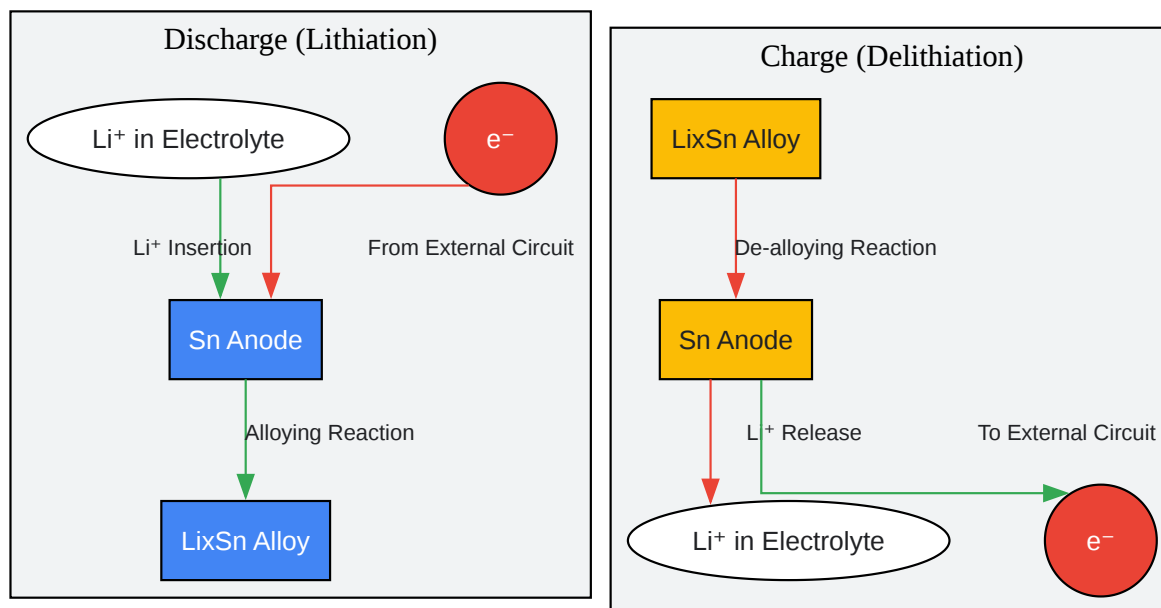 Discharge (Lithiation)
Li⁺ in Electrolyte
e⁻
Li⁺ Insertion
From External Circuit
Sn Anode
Alloying Reaction
LixSn Alloy
Charge (Delithiation)
LixSn Alloy
De-alloying Reaction
Sn Anode
Li⁺ Release
To External Circuit
Li⁺ in Electrolyte
e⁻